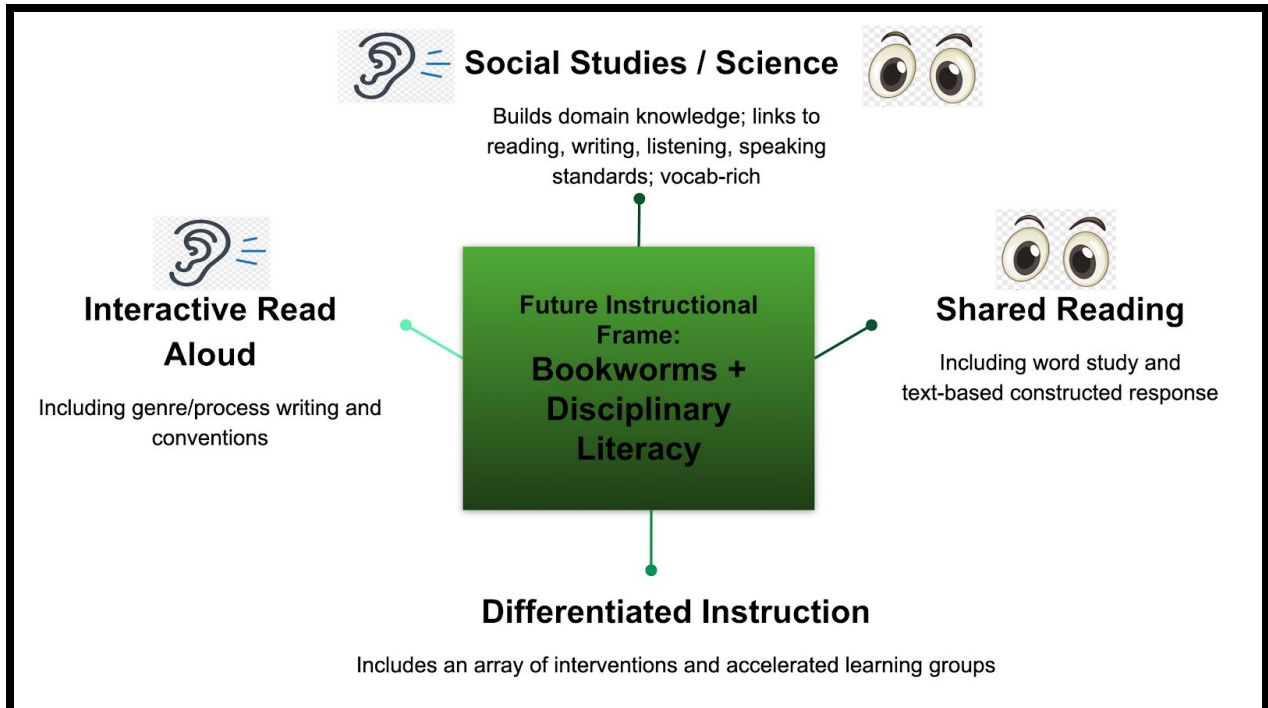 Social Studies / Science
Builds domain knowledge; links to
reading, writing, listening, speaking
standards; vocab-rich
Interactive Read
Aloud
Including genre/process writing and
conventions
Future Instructional
Frame:
Bookworms +
Disciplinary
Literacy
Shared Reading
Including word study and
text-based constructed response
Differentiated Instruction
Includes an array of interventions and accelerated learning groups